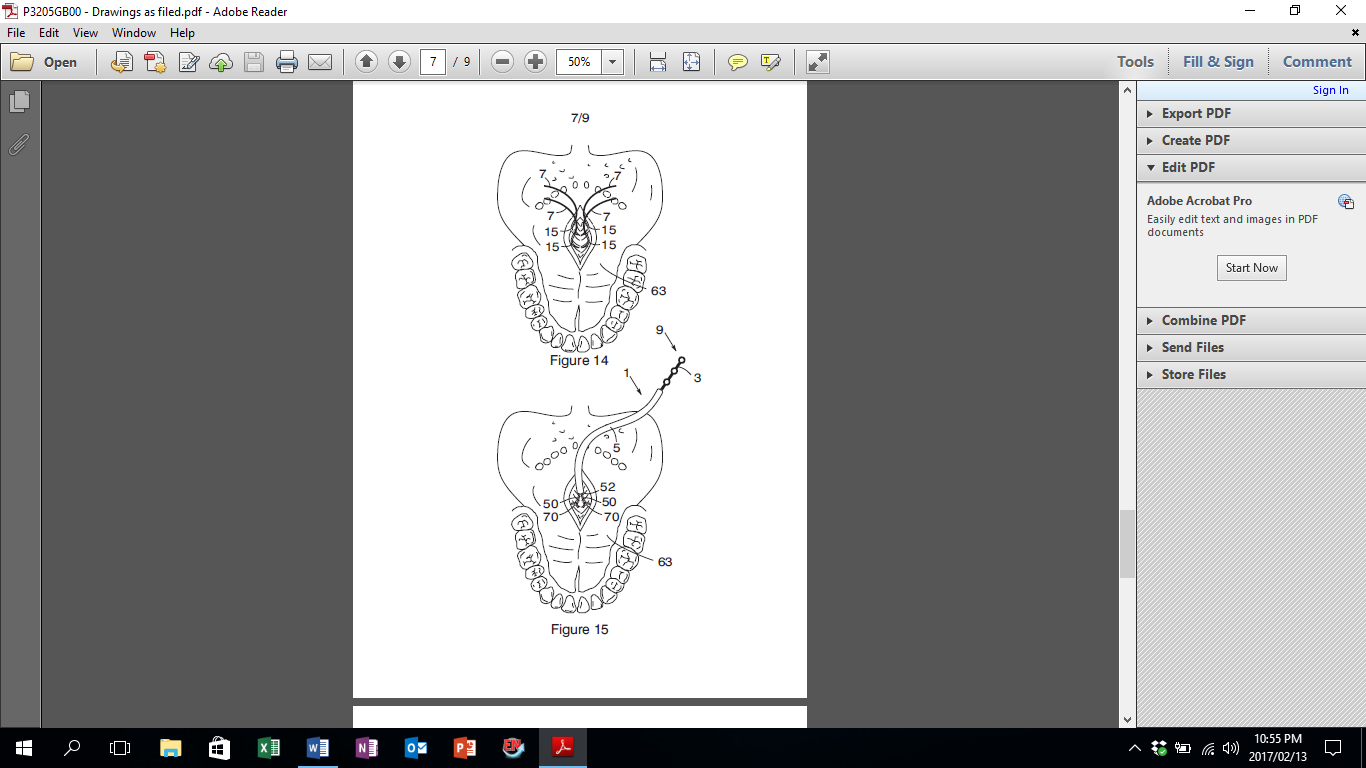 P3205GB00 - Drawings as filed.pdf - Adobe Reader
File Edit View Window Help
Open 7 / 9 50% Tools Fill & Sign Comment
Sign In
Export PDF
Create PDF
Edit PDF
Adobe Acrobat Pro
Easily edit text and images in PDF
documents
Start Now
Combine PDF
Send Files
Store Files
7/9
7 7
7 7
15 15
15 15
63
Figure 14
9
1 3
5
52
50 50
70 70
63
Figure 15
10:55 PM
2017/02/13